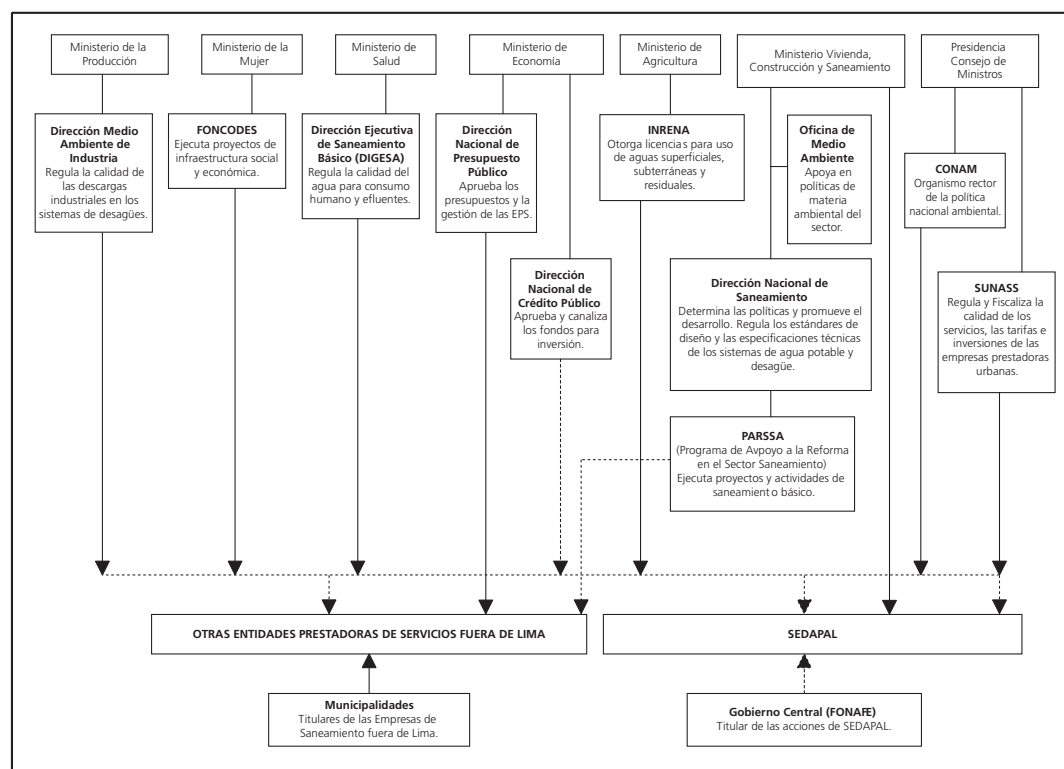 Ministerio de la
Producción
Ministerio de la
Mujer
Ministerio de
Salud
Ministerio de
Economía
Ministerio de
Agricultura
Ministerio Vivienda,
Construcción y Saneamiento
Presidencia
Consejo de
Ministros
Dirección Medio
Ambiente de
Industria
Regula la calidad de
las descargas
industriales en los
sistemas de desagües.
FONCODES
Ejecuta proyectos de
infraestructura social
y económica.
Dirección Ejecutiva
de Saneamiento
Básico (DIGESA)
Regula la calidad del
agua para consumo
humano y efluentes.
Dirección
Nacional de
Presupuesto
Público
Aprueba los
presupuestos y la
gestión de las EPS.
INRENA
Otorga licencias para uso
de aguas superficiales,
subterráneas y
residuales.
Oficina de
Medio
Ambiente
Apoya en
políticas de
materia
ambiental del
sector.
CONAM
Organismo rector
de la política
nacional ambiental.
Dirección
Nacional de
Crédito Público
Aprueba y canaliza
los fondos para
inversión.
Dirección Nacional de
Saneamiento
Determina las políticas y promueve el
desarrollo. Regula los estándares de
diseño y las especificaciones técnicas
de los sistemas de agua potable y
desagüe.
SUNASS
Regula y Fiscaliza la
calidad de los
servicios, las tarifas e
inversiones de las
empresas prestadoras
urbanas.
PARSSA
(Programa de Avpoyo a la Reforma
en el Sector Saneamiento)
Ejecuta proyectos y actividades de
saneamiento básico.
OTRAS ENTIDADES PRESTADORAS DE SERVICIOS FUERA DE LIMA
SEDAPAL
Municipalidades
Titulares de las Empresas de
Saneamiento fuera de Lima.
Gobierno Central (FONAFE)
Titular de las acciones de SEDAPAL.